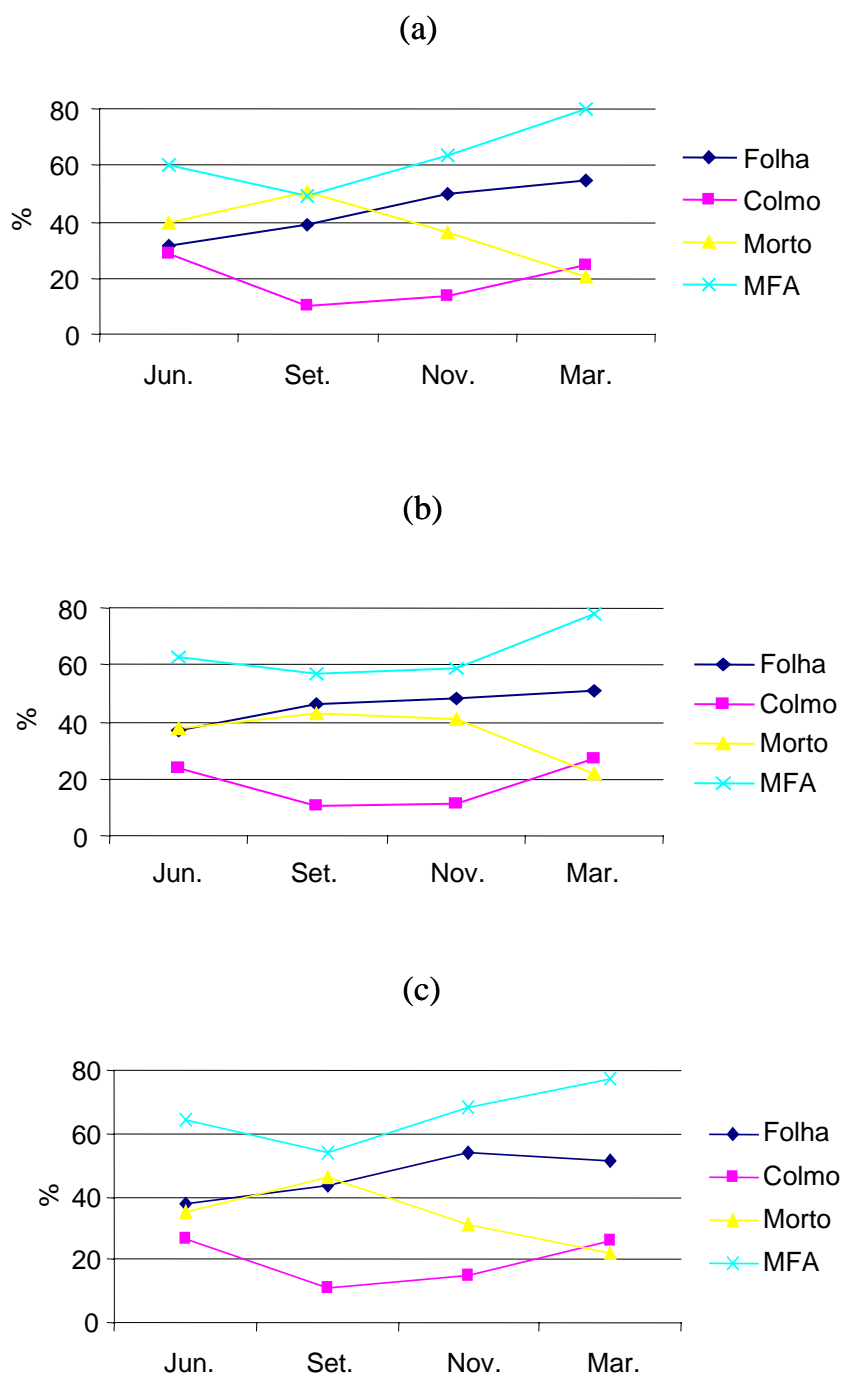 (a)
80
60
40
20
0
%
Jun. Set. Nov. Mar.
Folha
Colmo
Morto
MFA
(b)
80
60
40
20
0
%
Jun. Set. Nov. Mar.
Folha
Colmo
Morto
MFA
(c)
80
60
40
20
0
%
Jun. Set. Nov. Mar.
Folha
Colmo
Morto
MFA